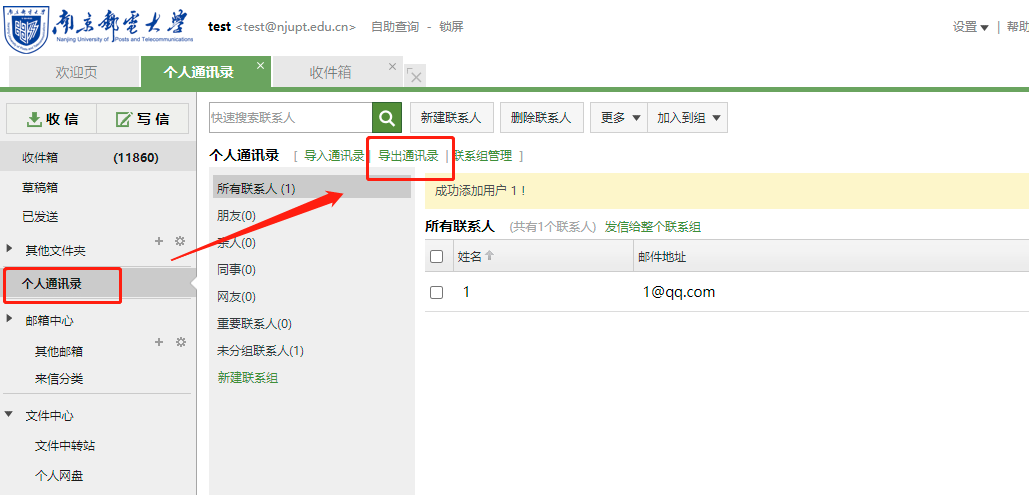 南京邮电大学
Nanjing University of Posts and Telecommunications
test <test@njupt.edu.cn> 自助查询 - 锁屏
设置 | 帮助
欢迎页 个人通讯录 收件箱
收信 写信
收件箱 (11860)
草稿箱
已发送
其他文件夹
个人通讯录
邮箱中心
其他邮箱
来信分类
文件中心
文件中转站
个人网盘
快速搜索联系人
新建联系人 删除联系人 更多 加入到组
个人通讯录 [ 导入通讯录 | 导出通讯录 | 联系组管理 ]
所有联系人 (1)
朋友(0)
亲人(0)
同事(0)
网友(0)
重要联系人(0)
未分组联系人(1)
新建联系组
成功添加用户 1！
所有联系人 (共有1个联系人) 发信给整个联系组
姓名 邮件地址
1 1@qq.com